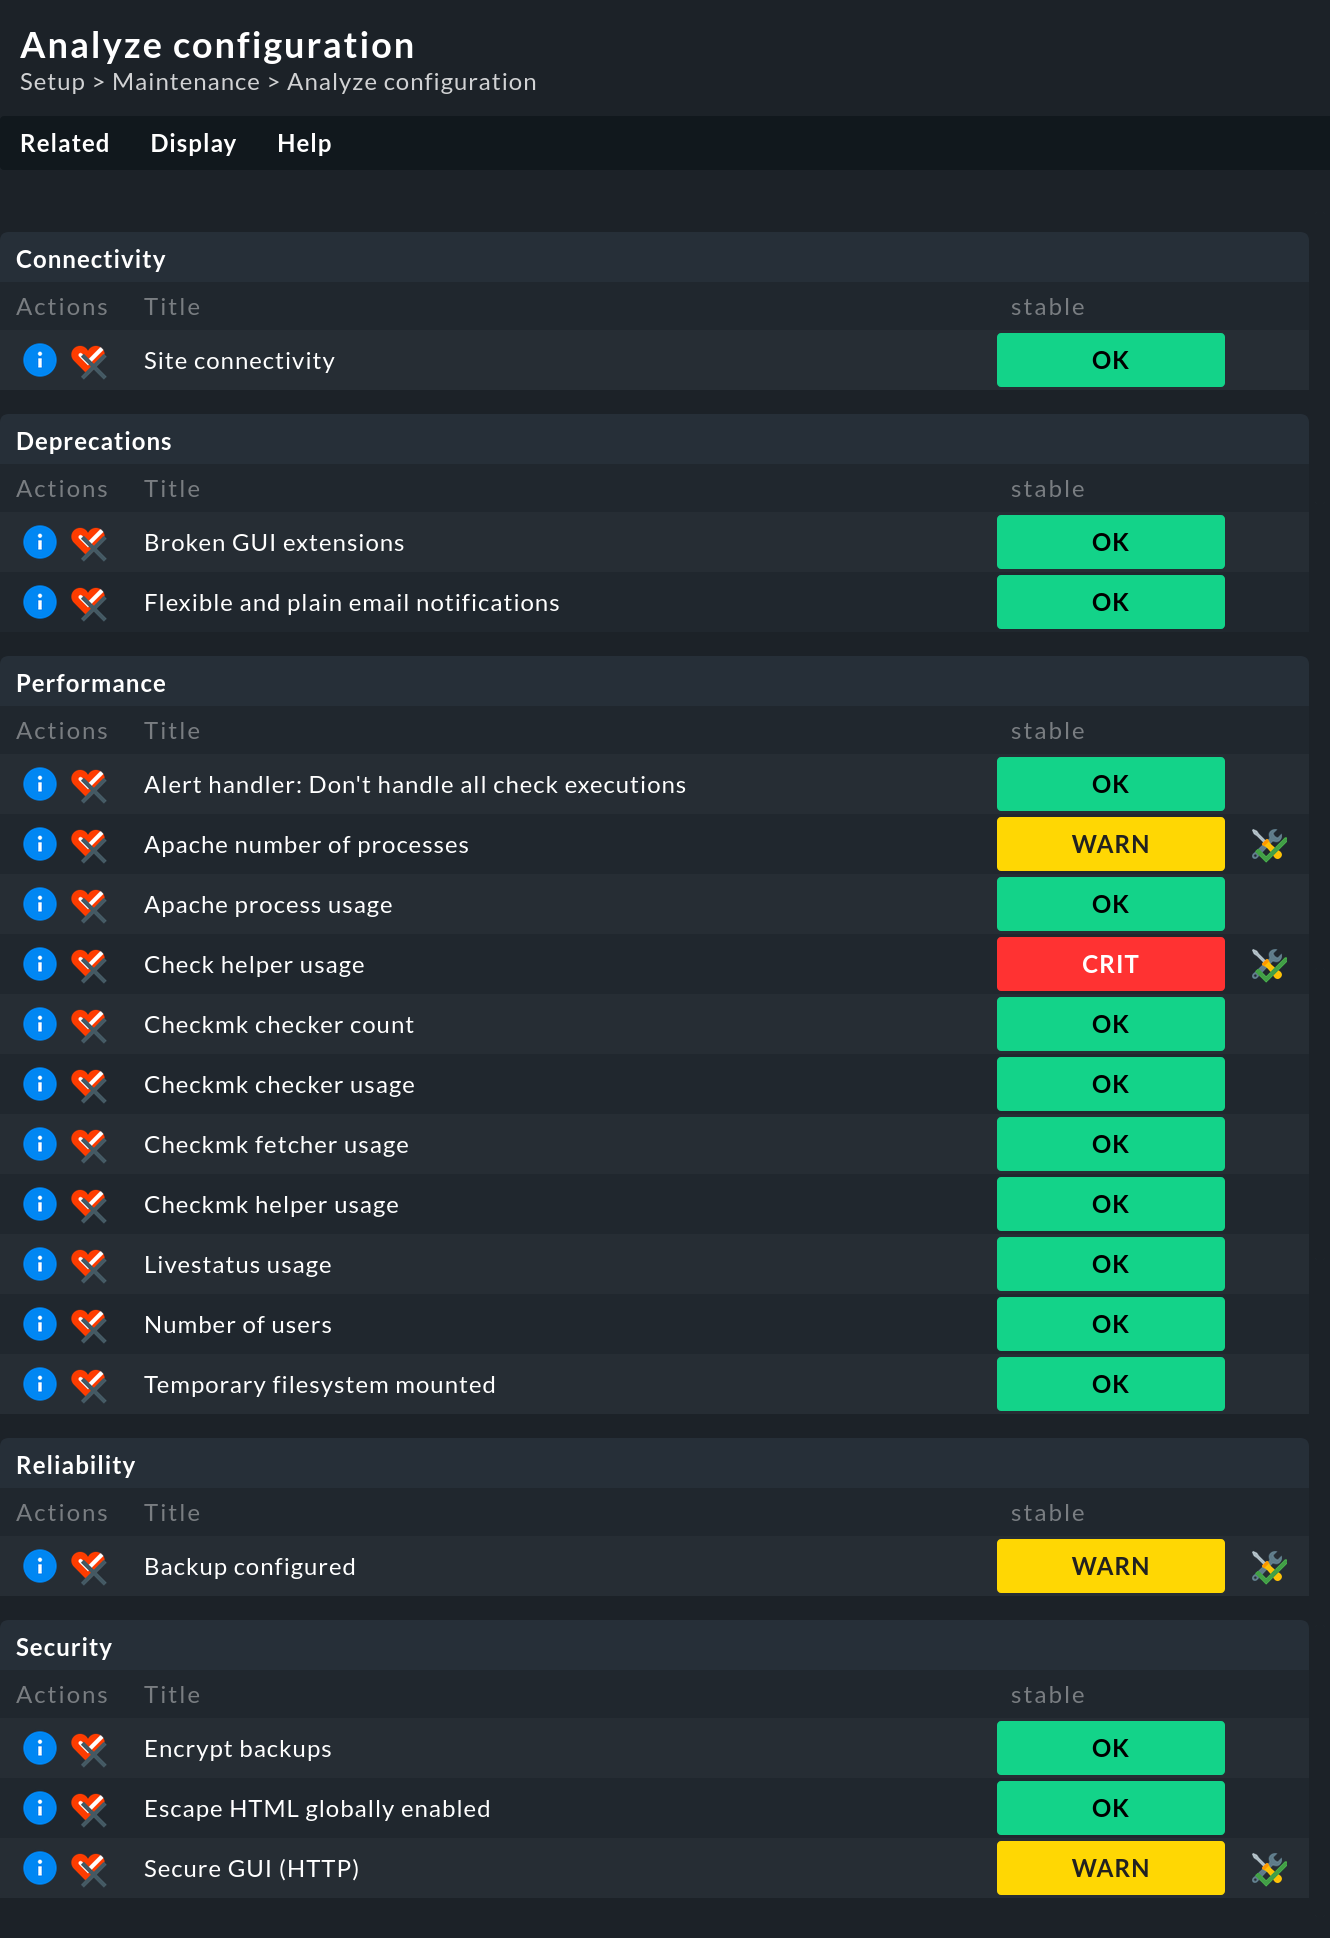 Analyze configuration
Setup > Maintenance > Analyze configuration
Related Display Help
Connectivity
Actions Title stable
Site connectivity OK
Deprecations
Actions Title stable
Broken GUI extensions OK
Flexible and plain email notifications OK
Performance
Actions Title stable
Alert handler: Don't handle all check executions OK
Apache number of processes WARN
Apache process usage OK
Check helper usage CRIT
Checkmk checker count OK
Checkmk checker usage OK
Checkmk fetcher usage OK
Checkmk helper usage OK
Livestatus usage OK
Number of users OK
Temporary filesystem mounted OK
Reliability
Actions Title stable
Backup configured WARN
Security
Actions Title stable
Encrypt backups OK
Escape HTML globally enabled OK
Secure GUI (HTTP) WARN